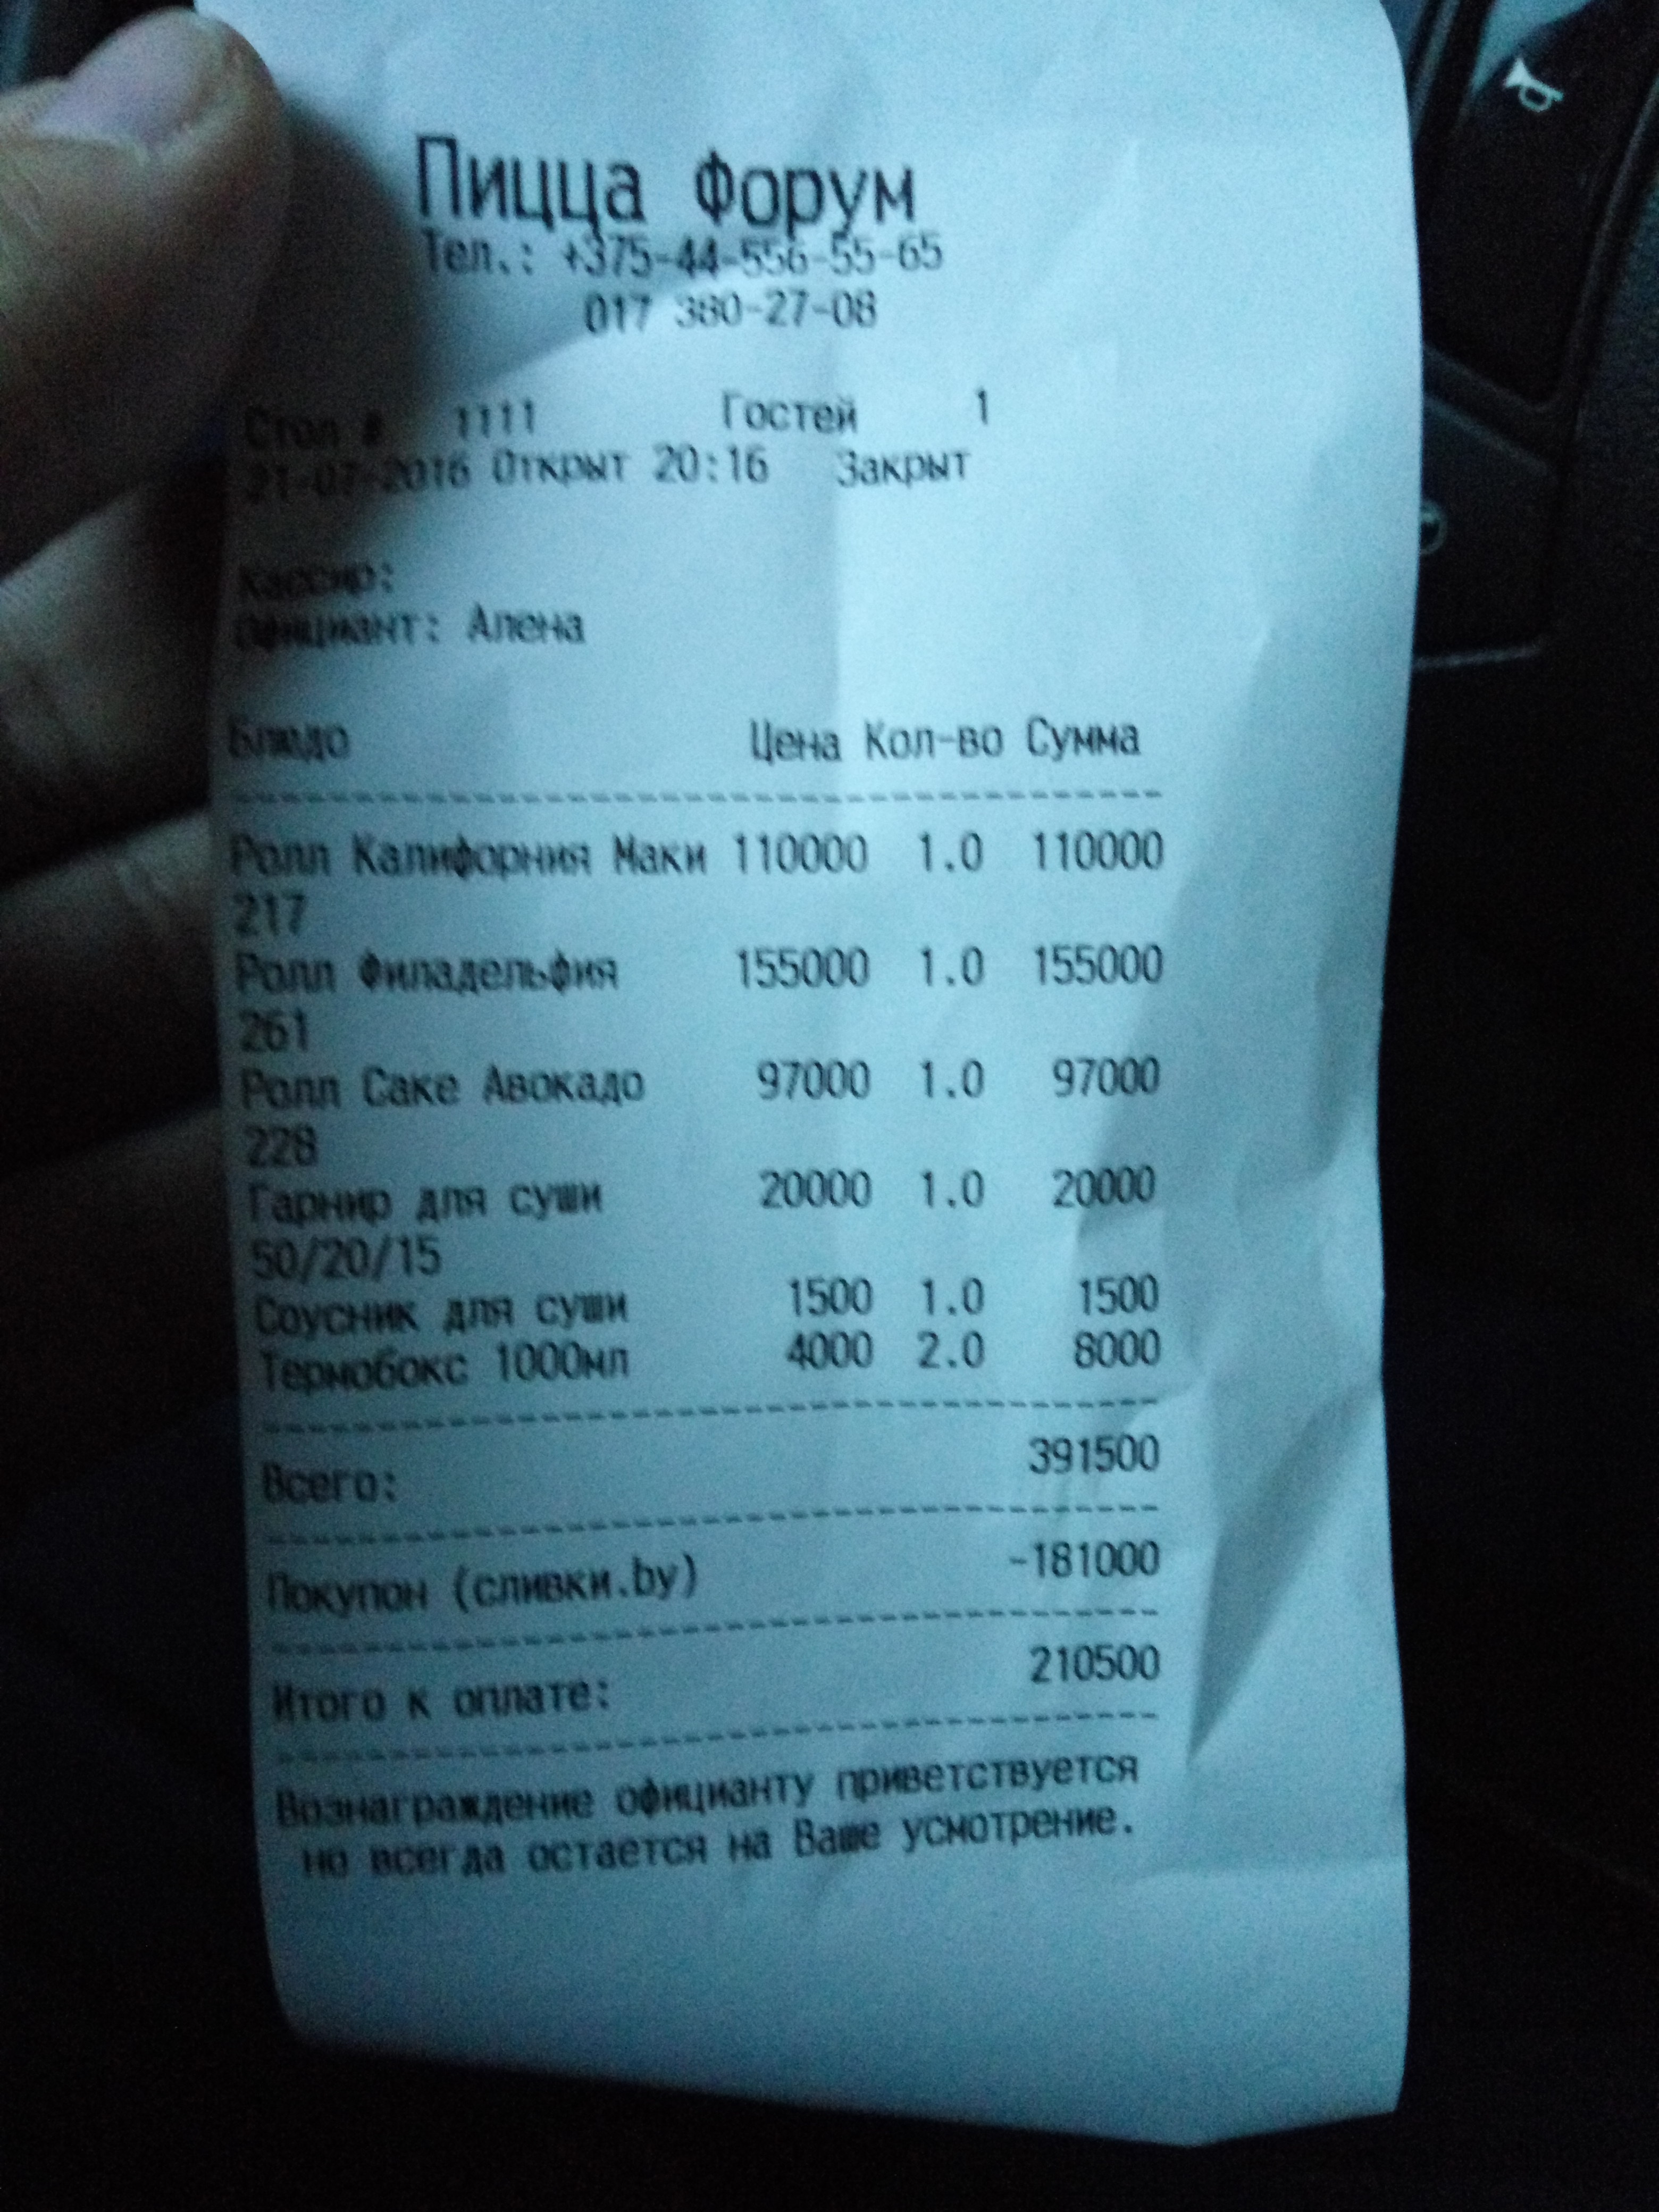 Пицца Форум
Тел.: +375-44-556-55-65
017 380-27-08
Стол # 1111 Гостей 1
21-07-2016 Открыт 20:16 Закрыт
Кассир:
Официант: Алена
Блюдо Цена Кол-во Сумма
Ролл Калифорния Маки 110000 1.0 110000
217
Ролл Филадельфия 155000 1.0 155000
261
Ролл Саке Авокадо 97000 1.0 97000
228
Гарнир для суши 20000 1.0 20000
50/20/15
Соусник для суши 1500 1.0 1500
Термобокс 1000мл 4000 2.0 8000
Всего: 391500
Покупон (сливки.by) -181000
Итого к оплате: 210500
Вознаграждение официанту приветствуется
но всегда остается на Ваше усмотрение.